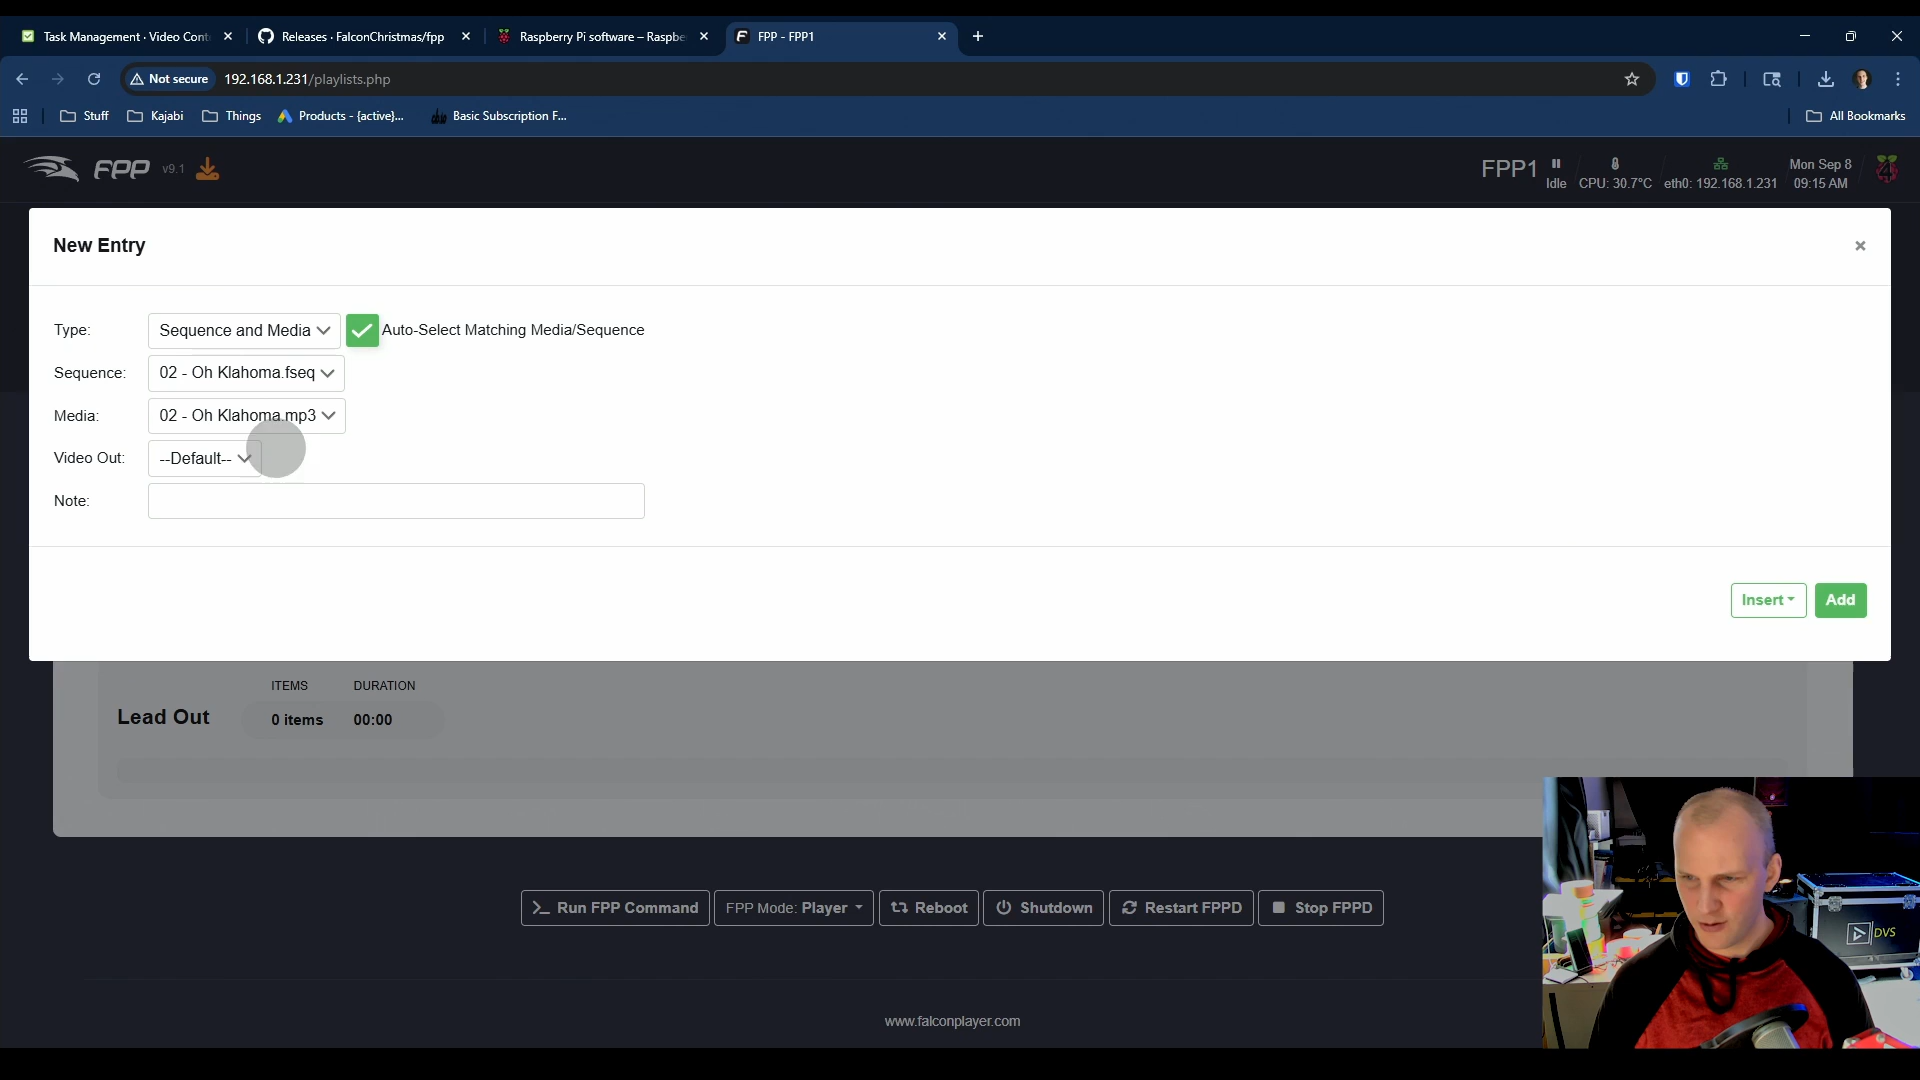 Task Management · Video Cont
Releases · FalconChristmas/fpp
Raspberry Pi software – Raspbe
FPP - FPP1
Not secure
192.168.1.231/playlists.php
Stuff
Kajabi
Things
Products - {active}...
Basic Subscription F...
All Bookmarks
FPP
v9.1
FPP1
Idle
CPU: 30.7°C
eth0: 192.168.1.231
Mon Sep 8
09:15 AM
New Entry
Type:
Sequence and Media
Auto-Select Matching Media/Sequence
Sequence:
02 - Oh Klahoma.fseq
Media:
02 - Oh Klahoma.mp3
Video Out:
--Default--
Note:
Insert
Add
ITEMS
DURATION
Lead Out
0 items
00:00
Run FPP Command
FPP Mode: Player
Reboot
Shutdown
Restart FPPD
Stop FPPD
www.falconplayer.com
DVS